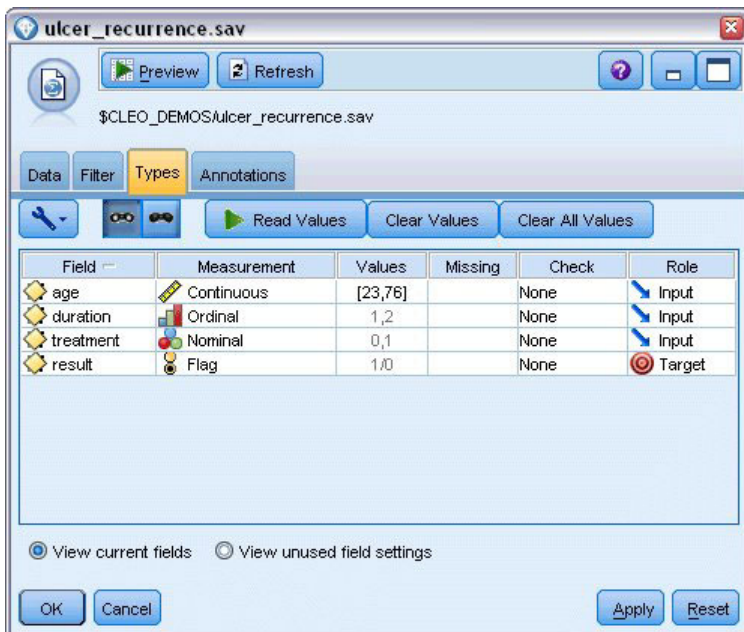 ulcer_recurrence.sav
Preview Refresh
$CLEO_DEMOS/ulcer_recurrence.sav
Data Filter Types Annotations
Read Values Clear Values Clear All Values
Field Measurement Values Missing Check Role
age Continuous [23,76] None Input
duration Ordinal 1,2 None Input
treatment Nominal 0,1 None Input
result Flag 1/0 None Target
View current fields View unused field settings
OK Cancel Apply Reset